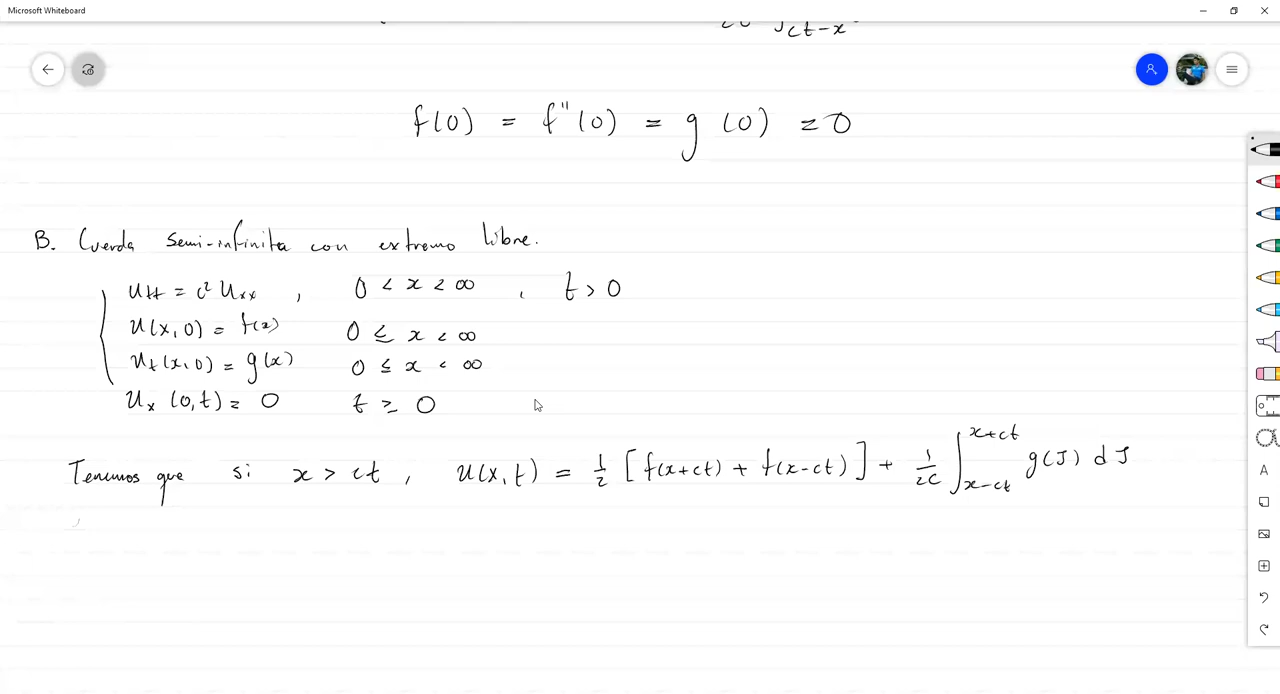 Microsoft Whiteboard
ct-x
f(0) = f''(0) = g(0) = 0
B. Cuerda semi-infinita con extremo libre.
u_tt = c² u_xx , 0 < x < ∞ , t > 0
u(x,0) = f(x) 0 ≤ x < ∞
u_t(x,0) = g(x) 0 ≤ x < ∞
u_x(0,t) = 0 t ≥ 0
Tenemos que si x > ct , u(x,t) = 1/2 [f(x+ct) + f(x-ct)] + 1/2c ∫_{x-ct}^{x+ct} g(ζ) dζ
A